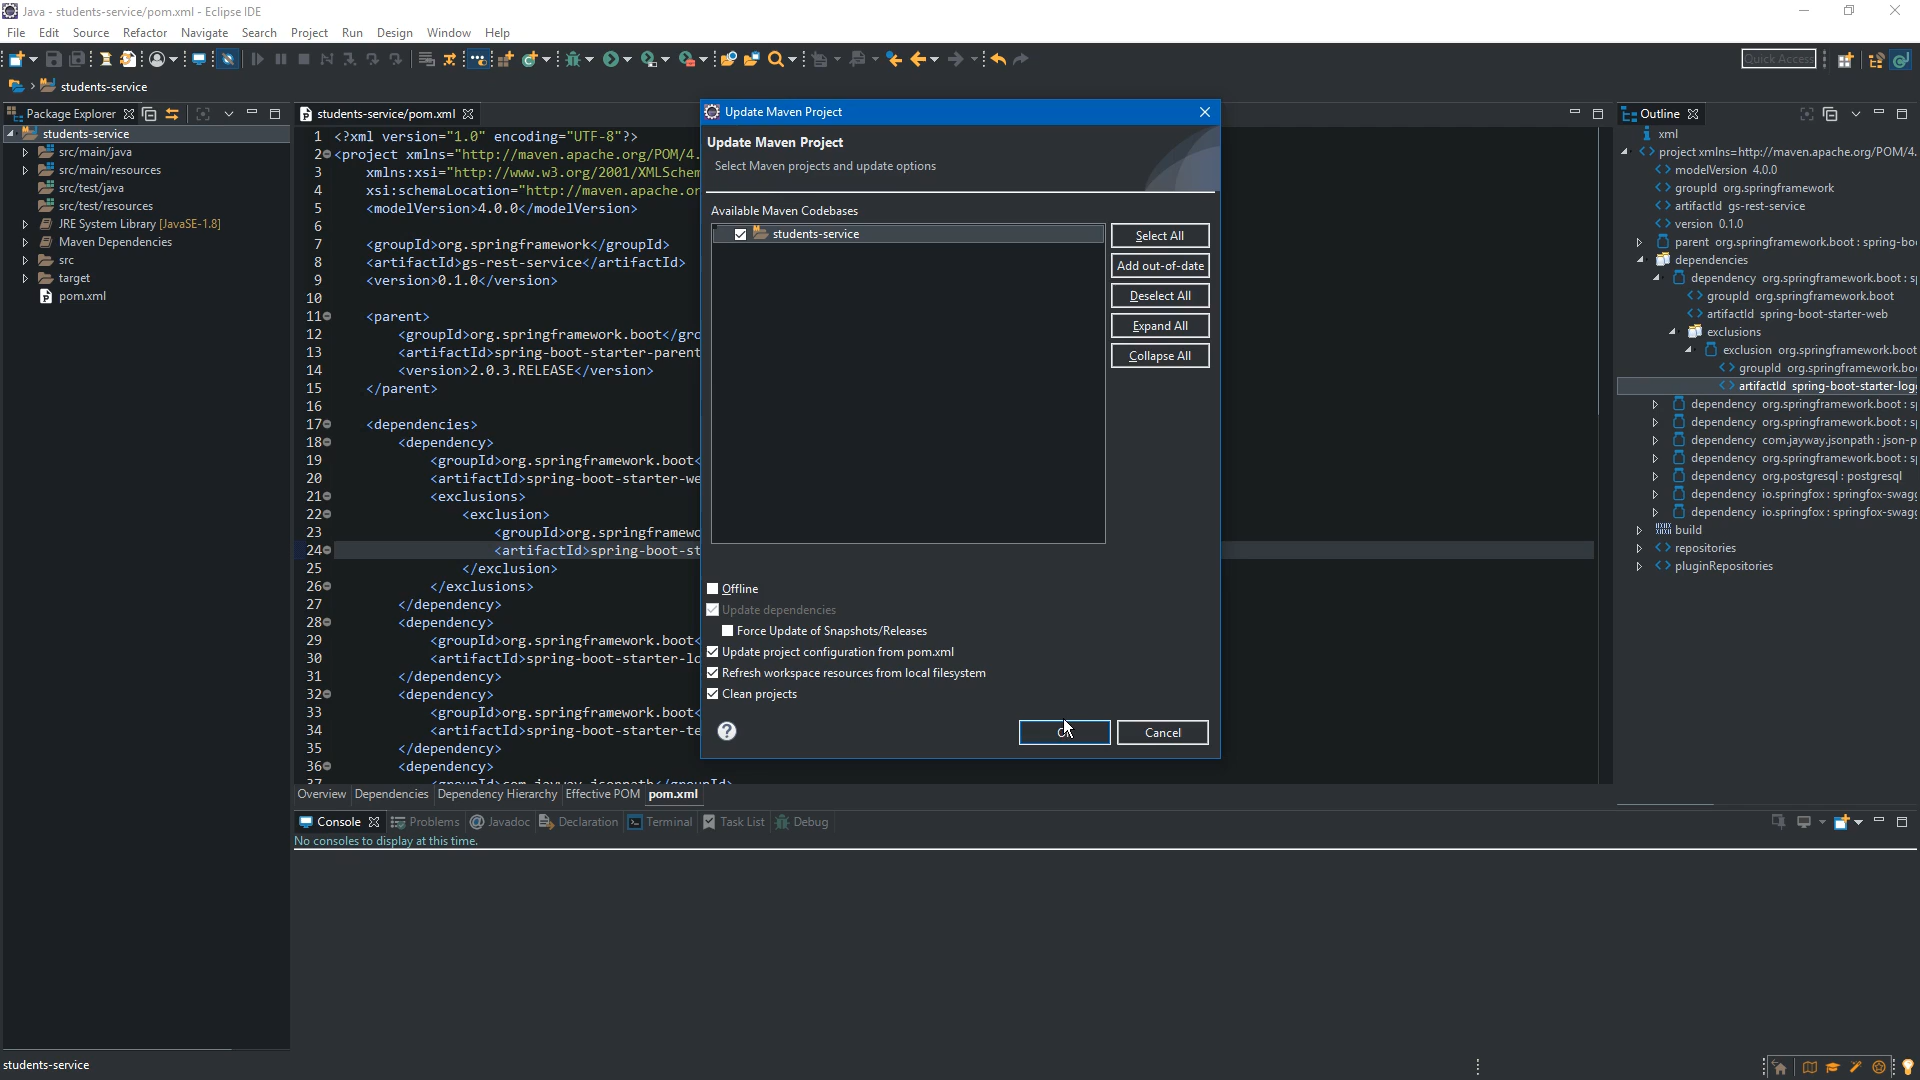 Java - students-service/pom.xml - Eclipse IDE
File Edit Source Refactor Navigate Search Project Run Design Window Help
Quick Access
students-service
Package Explorer
students-service
src/main/java
src/main/resources
src/test/java
src/test/resources
JRE System Library [JavaSE-1.8]
Maven Dependencies
src
target
pom.xml
students-service/pom.xml
1 <?xml version="1.0" encoding="UTF-8"?>
2 <project xmlns="http://maven.apache.org/POM/4.
3 xmlns:xsi="http://www.w3.org/2001/XMLSchem
4 xsi:schemaLocation="http://maven.apache.or
5 <modelVersion>4.0.0</modelVersion>
6
7 <groupId>org.springframework</groupId>
8 <artifactId>gs-rest-service</artifactId>
9 <version>0.1.0</version>
10
11 <parent>
12 <groupId>org.springframework.boot</gro
13 <artifactId>spring-boot-starter-parent
14 <version>2.0.3.RELEASE</version>
15 </parent>
16
17 <dependencies>
18 <dependency>
19 <groupId>org.springframework.boot<
20 <artifactId>spring-boot-starter-we
21 <exclusions>
22 <exclusion>
23 <groupId>org.springframewo
24 <artifactId>spring-boot-st
25 </exclusion>
26 </exclusions>
27 </dependency>
28 <dependency>
29 <groupId>org.springframework.boot<
30 <artifactId>spring-boot-starter-lo
31 </dependency>
32 <dependency>
33 <groupId>org.springframework.boot<
34 <artifactId>spring-boot-starter-te
35 </dependency>
36 <dependency>
Overview Dependencies Dependency Hierarchy Effective POM pom.xml
Update Maven Project
Update Maven Project
Select Maven projects and update options
Available Maven Codebases
students-service
Select All
Add out-of-date
Deselect All
Expand All
Collapse All
Offline
Update dependencies
Force Update of Snapshots/Releases
Update project configuration from pom.xml
Refresh workspace resources from local filesystem
Clean projects
?
Cancel
Outline
xml
project xmlns=http://maven.apache.org/POM/4.
modelVersion 4.0.0
groupId org.springframework
artifactId gs-rest-service
version 0.1.0
parent org.springframework.boot : spring-bo
dependencies
dependency org.springframework.boot : s
groupId org.springframework.boot
artifactId spring-boot-starter-web
exclusions
exclusion org.springframework.boot
groupId org.springframework.bo
artifactId spring-boot-starter-log
dependency org.springframework.boot : s
dependency org.springframework.boot : s
dependency com.jayway.jsonpath : json-p
dependency org.springframework.boot : s
dependency org.postgresql : postgresql
dependency io.springfox : springfox-swag
dependency io.springfox : springfox-swag
build
repositories
pluginRepositories
Console Problems Javadoc Declaration Terminal Task List Debug
No consoles to display at this time.
students-service